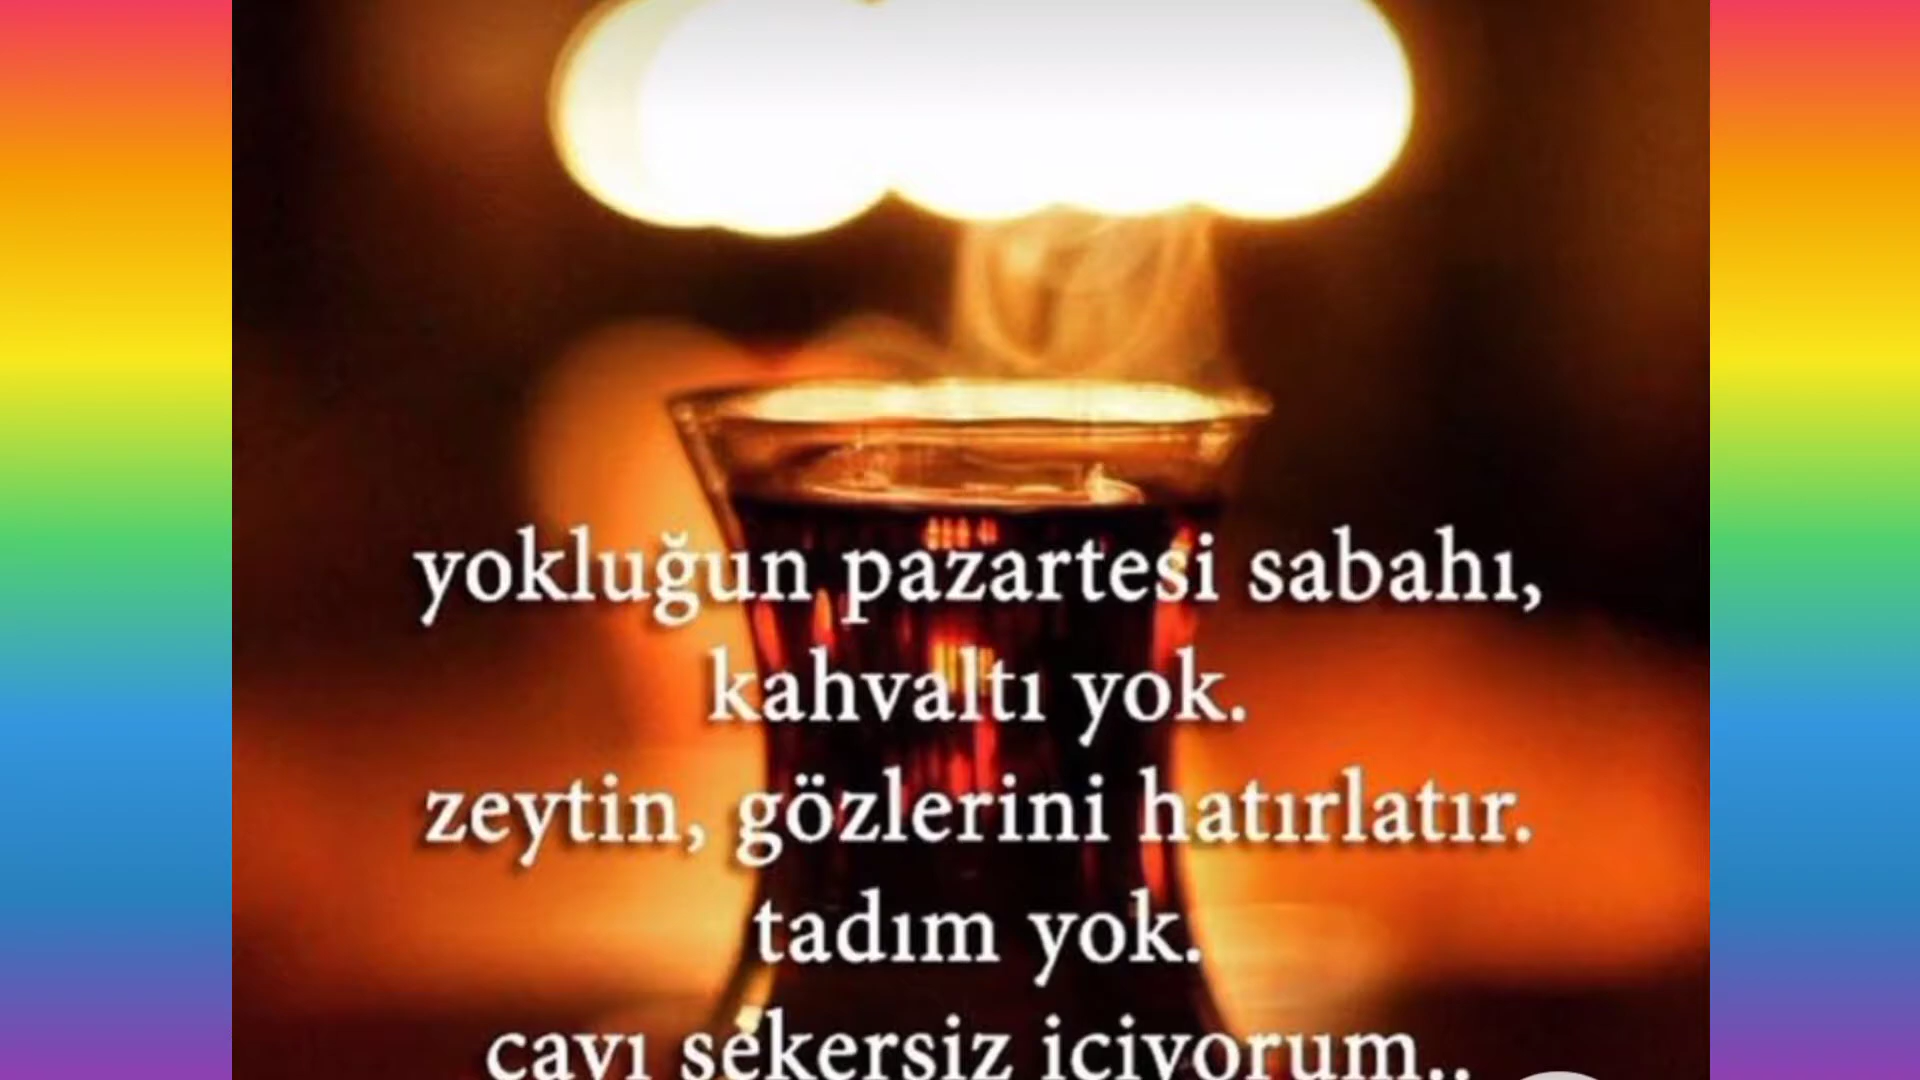 yokluğun pazartesi sabahı,
kahvaltı yok.
zeytin, gözlerini hatırlatır.
tadım yok.
çayı şekersiz içiyorum..